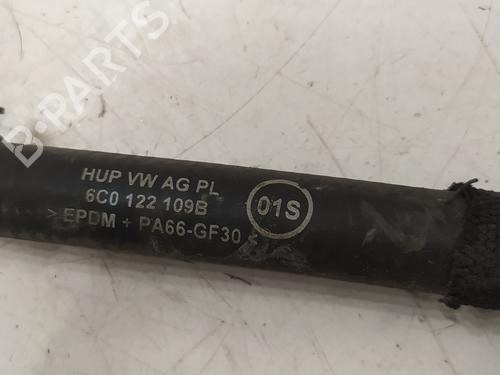 B-PARTS
HUP VW AG PL
6C0 122 109B
> EPDM + PA66-GF30 <
01S